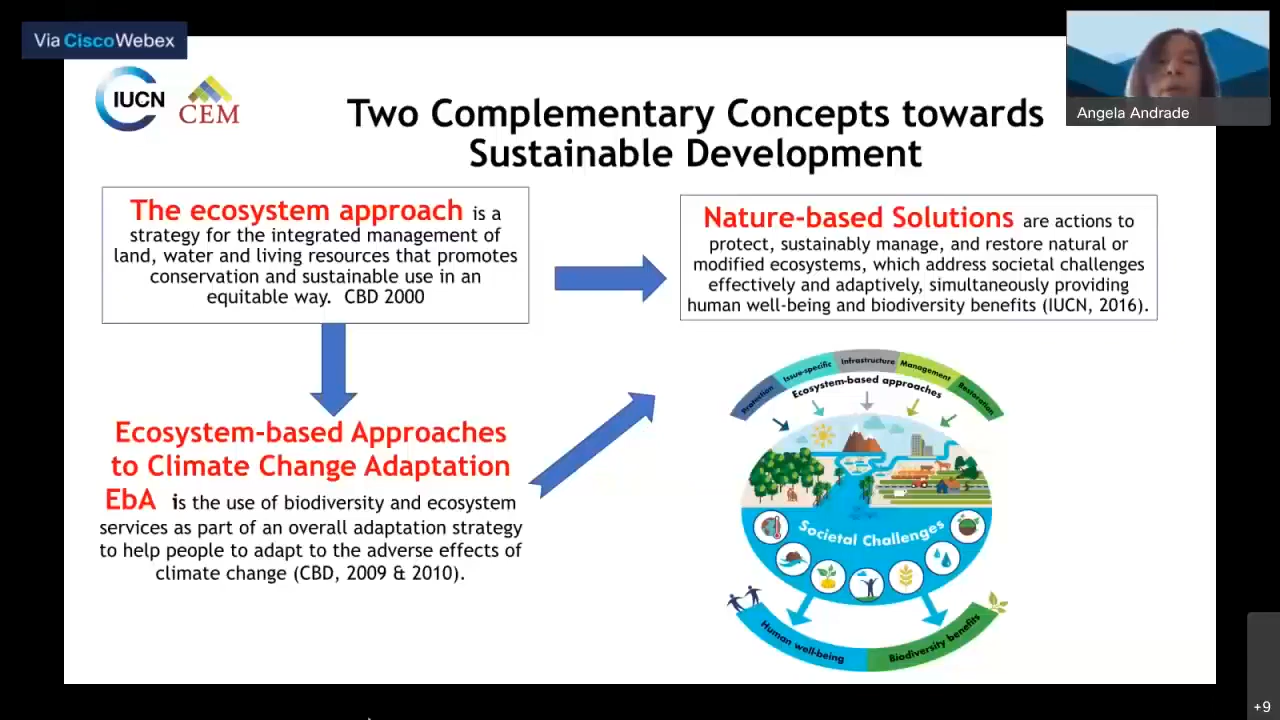 Via Cisco Webex
IUCN
CEM
Two Complementary Concepts towards
Sustainable Development
Angela Andrade
The ecosystem approach is a
strategy for the integrated management of
land, water and living resources that promotes
conservation and sustainable use in an
equitable way. CBD 2000
Nature-based Solutions are actions to
protect, sustainably manage, and restore natural or
modified ecosystems, which address societal challenges
effectively and adaptively, simultaneously providing
human well-being and biodiversity benefits (IUCN, 2016).
Ecosystem-based Approaches
to Climate Change Adaptation
EbA is the use of biodiversity and ecosystem
services as part of an overall adaptation strategy
to help people to adapt to the adverse effects of
climate change (CBD, 2009 & 2010).
Protection
Issue-specific
Infrastructure
Management
Restoration
Ecosystem-based approaches
Societal Challenges
Human well-being
Biodiversity benefits
+9